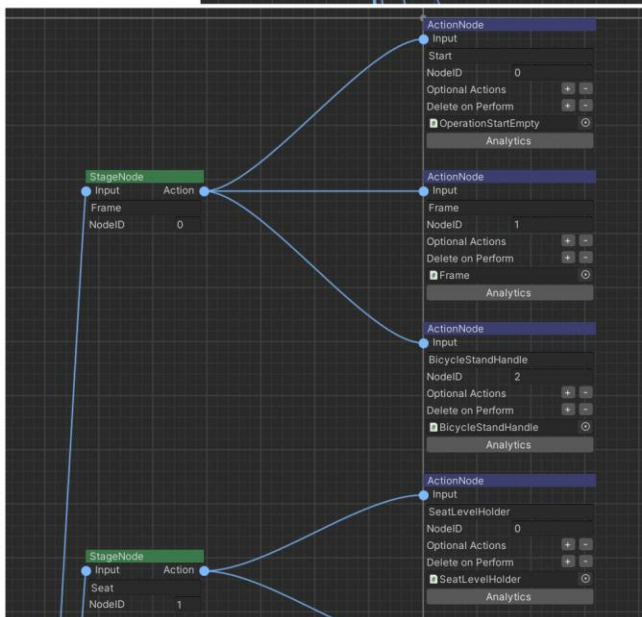 ActionNode
Input
Start
NodeID 0
Optional Actions + -
Delete on Perform + -
OperationStartEmpty
Analytics
StageNode
Input Action
Frame
NodeID 0
ActionNode
Input
Frame
NodeID 1
Optional Actions + -
Delete on Perform + -
Frame
Analytics
ActionNode
Input
BicycleStandHandle
NodeID 2
Optional Actions + -
Delete on Perform + -
BicycleStandHandle
Analytics
ActionNode
Input
SeatLevelHolder
NodeID 0
Optional Actions + -
Delete on Perform + -
SeatLevelHolder
Analytics
StageNode
Input Action
Seat
NodeID 1